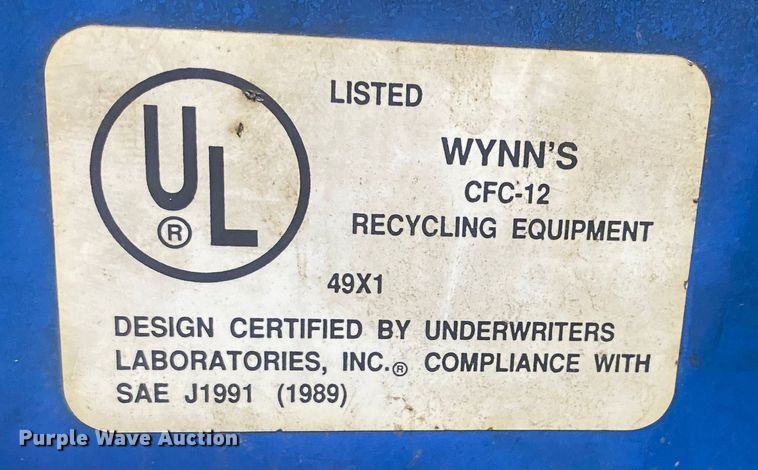 UL®
LISTED
WYNN'S
CFC-12
RECYCLING EQUIPMENT
49X1
DESIGN CERTIFIED BY UNDERWRITERS
LABORATORIES, INC.® COMPLIANCE WITH
SAE J1991 (1989)
Purple Wave Auction